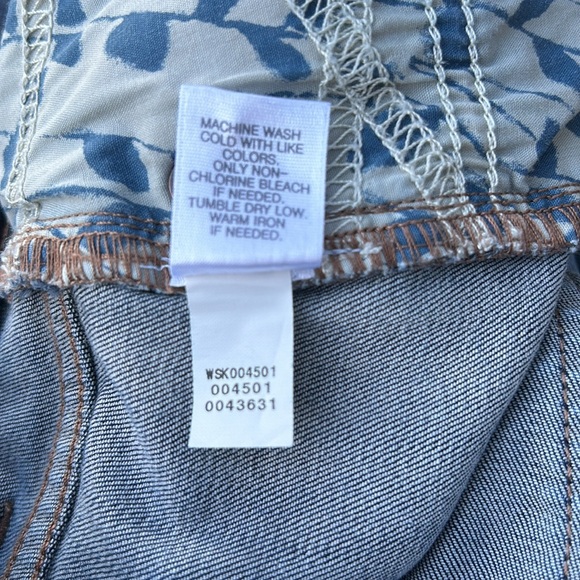 MACHINE WASH
COLD WITH LIKE
COLORS.
ONLY NON-
CHLORINE BLEACH
IF NEEDED.
TUMBLE DRY LOW.
WARM IRON
IF NEEDED.
WSK004501
004501
0043631